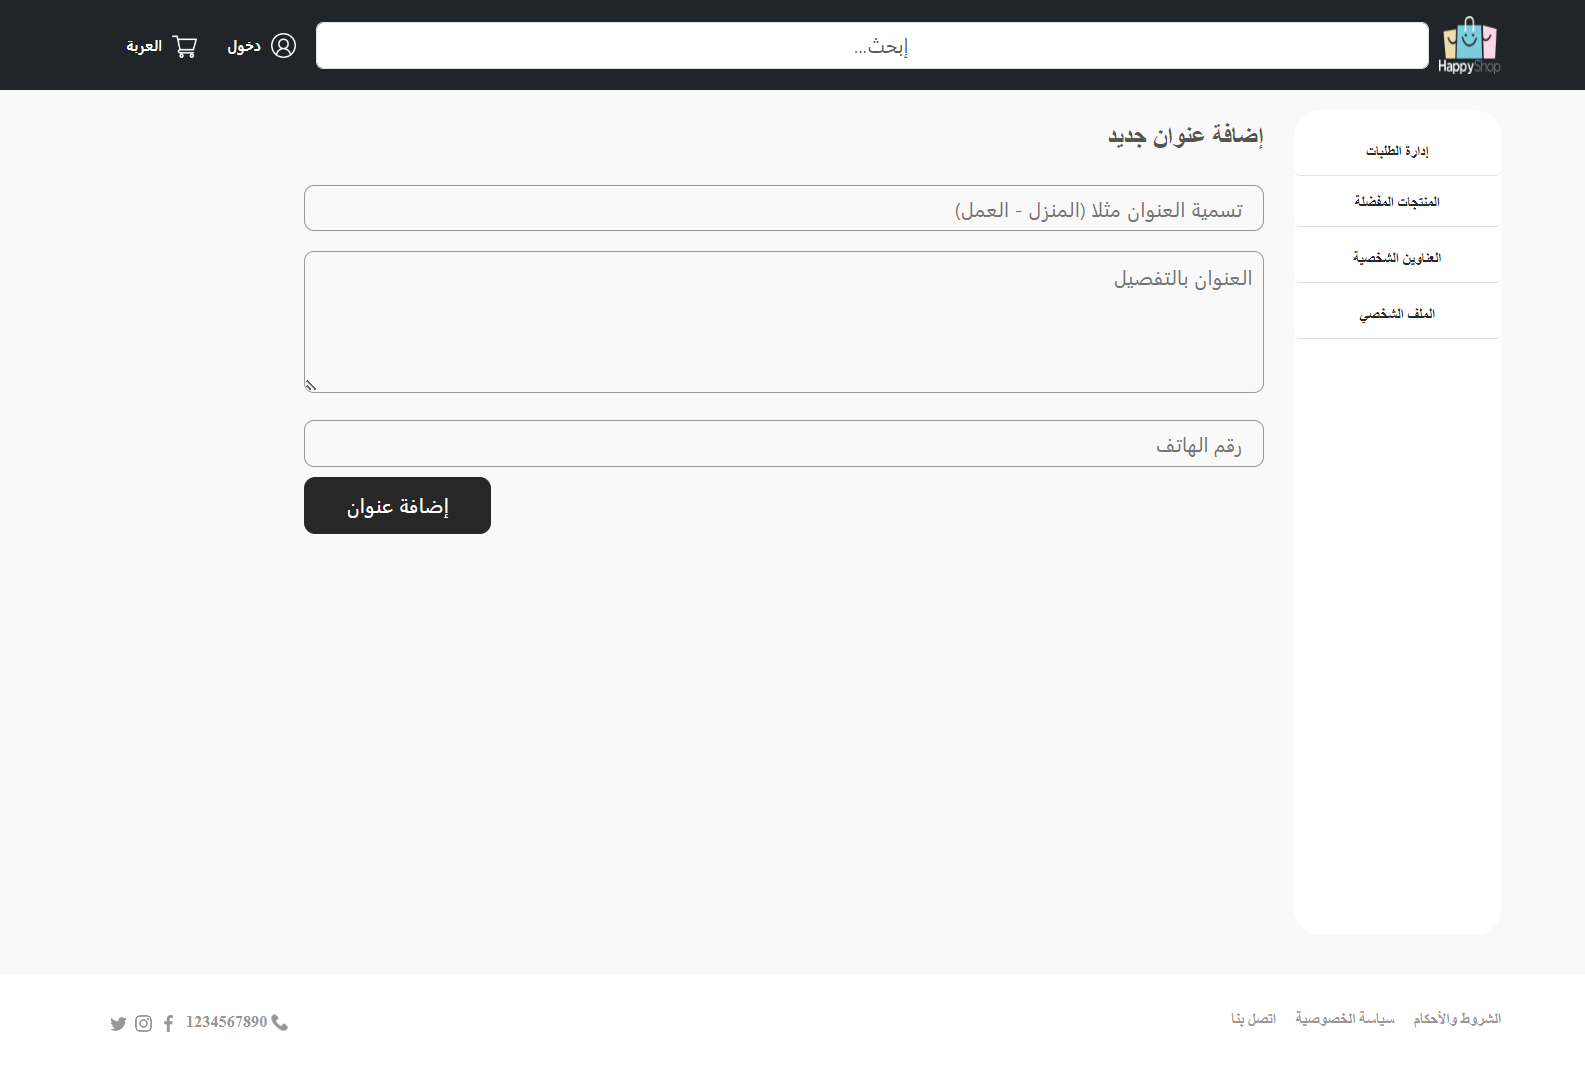 HappyShop
إبحث...
دخول
العربة
إدارة الطلبات
المنتجات المفضلة
العناوين الشخصية
الملف الشخصي
إضافة عنوان جديد
تسمية العنوان مثلا (المنزل - العمل)
العنوان بالتفصيل
رقم الهاتف
إضافة عنوان
الشروط والأحكام
سياسة الخصوصية
اتصل بنا
1234567890